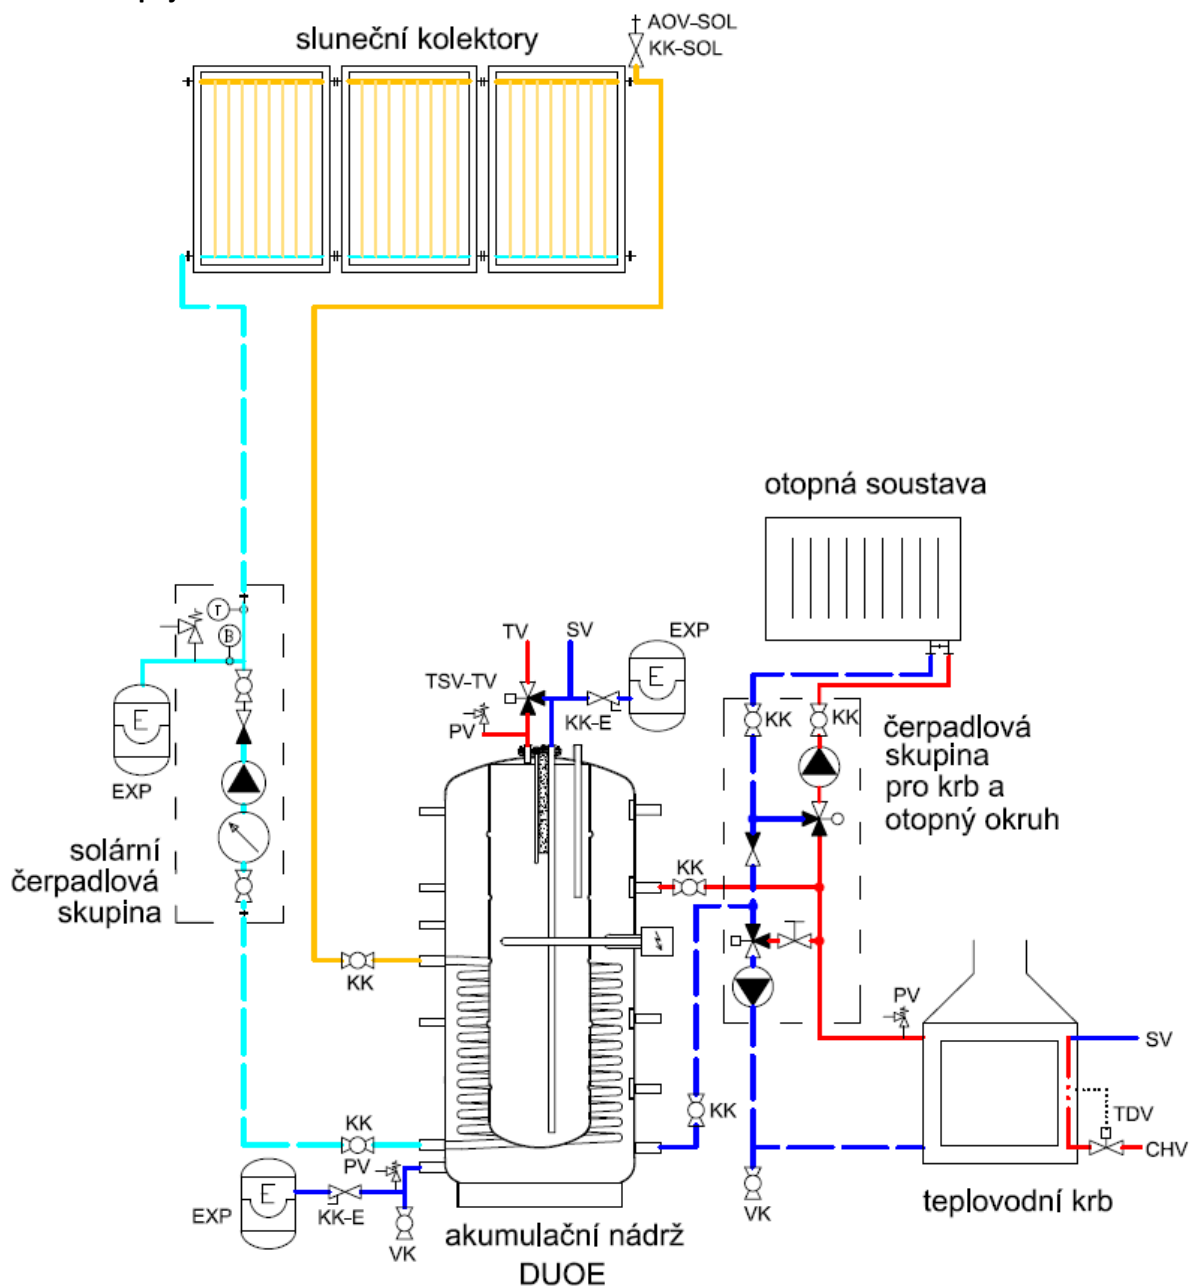 AOV-SOL
KK-SOL
sluneční kolektory
otopná soustava
T
B
E
EXP
TV
SV
EXP
E
TSV-TV
PV
KK-E
KK
KK
čerpadlová
skupina
pro krb a
otopný okruh
solární
čerpadlová
skupina
KK
KK
PV
SV
KK
TDV
CHV
KK
PV
E
EXP
KK-E
VK
VK
teplovodní krb
akumulační nádrž
DUOE